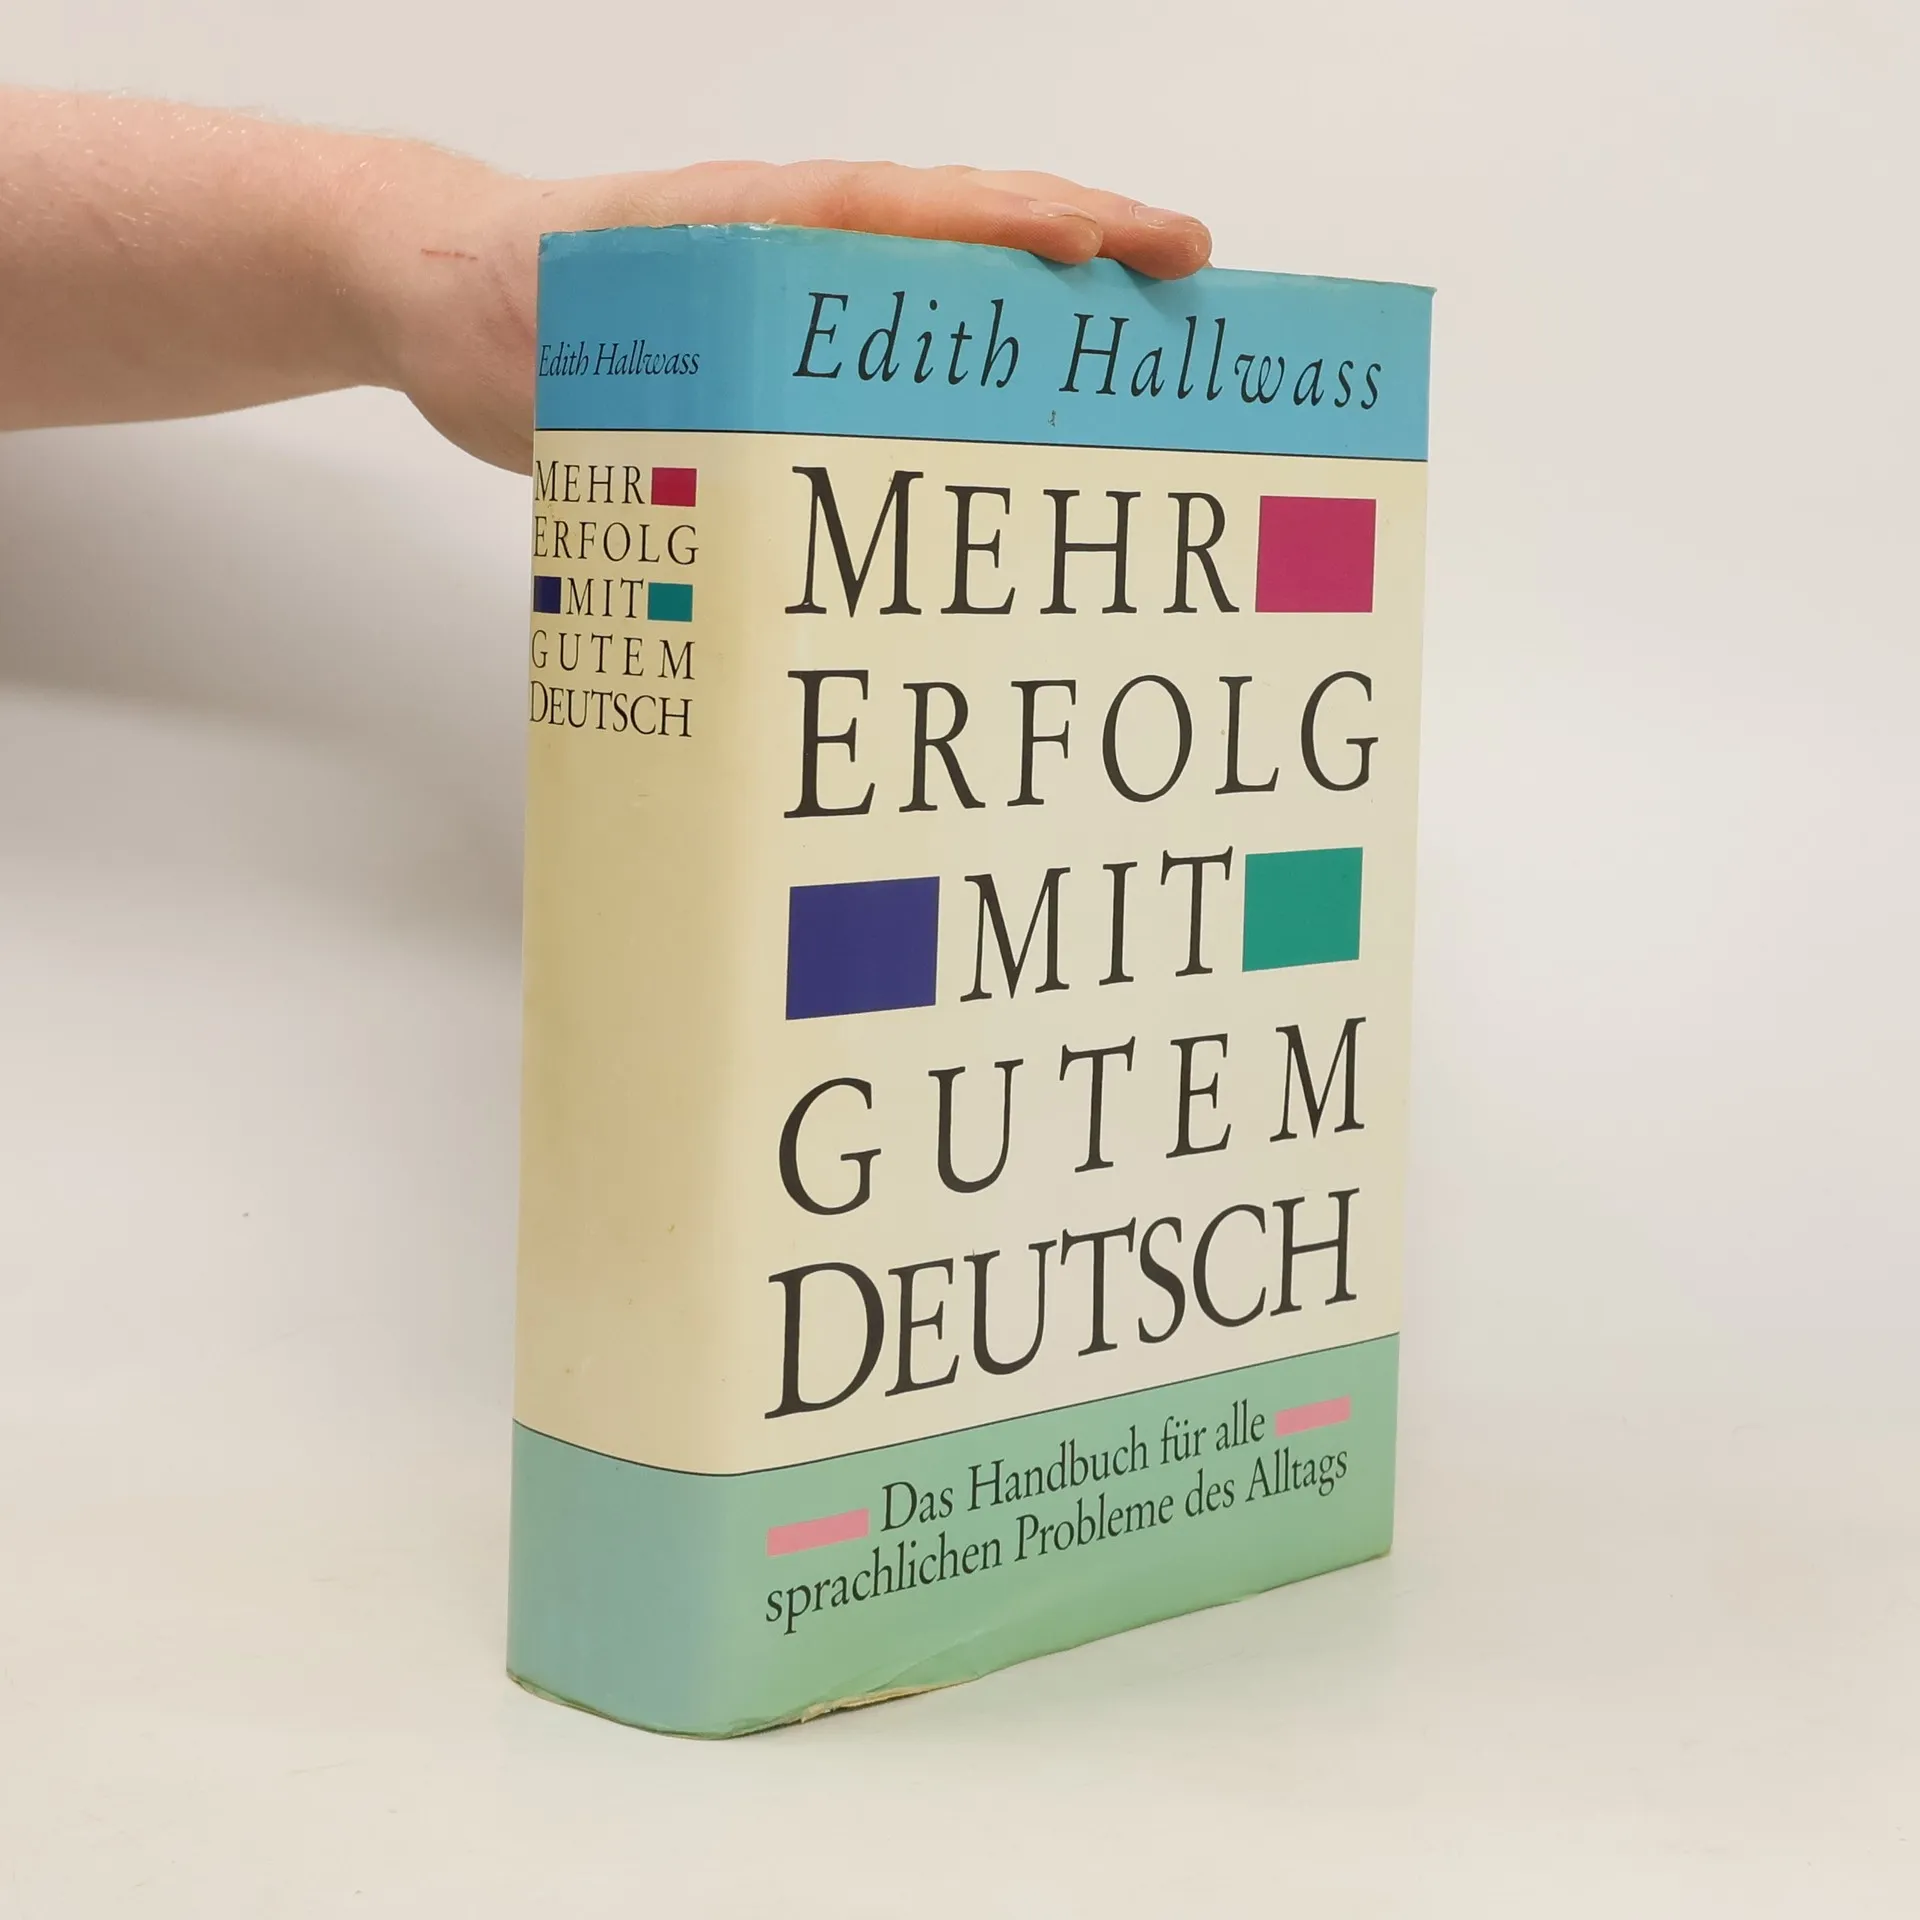 Edith Hallwass
MEHR
ERFOLG
MIT
GUTEM
DEUTSCH
Edith Hallwass
MEHR
ERFOLG
MIT
GUTEM
DEUTSCH
Das Handbuch für alle
sprachlichen Probleme des Alltags